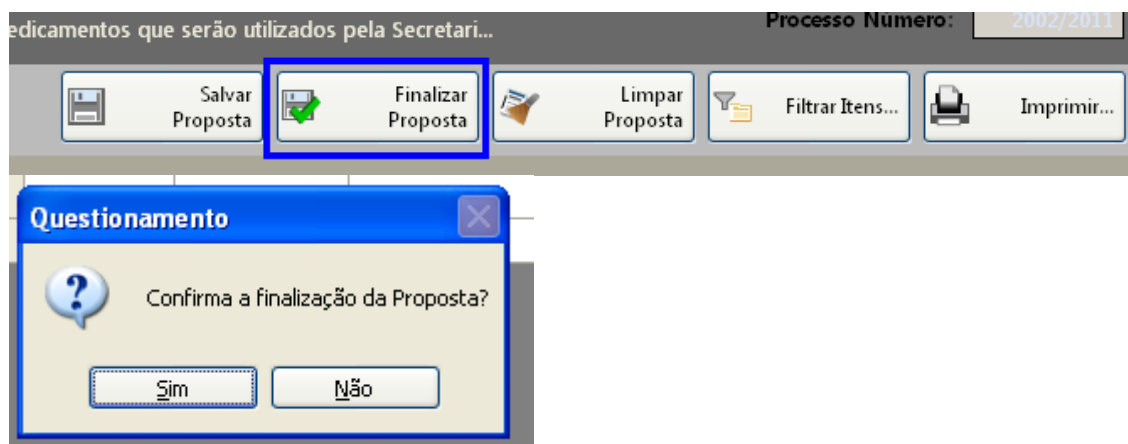 edicamentos que serão utilizados pela Secretari...
Processo Número: 2002/2011
Salvar
Proposta
Finalizar
Proposta
Limpar
Proposta
Filtrar Itens...
Imprimir...
Questionamento
Confirma a finalização da Proposta?
Sim
Não